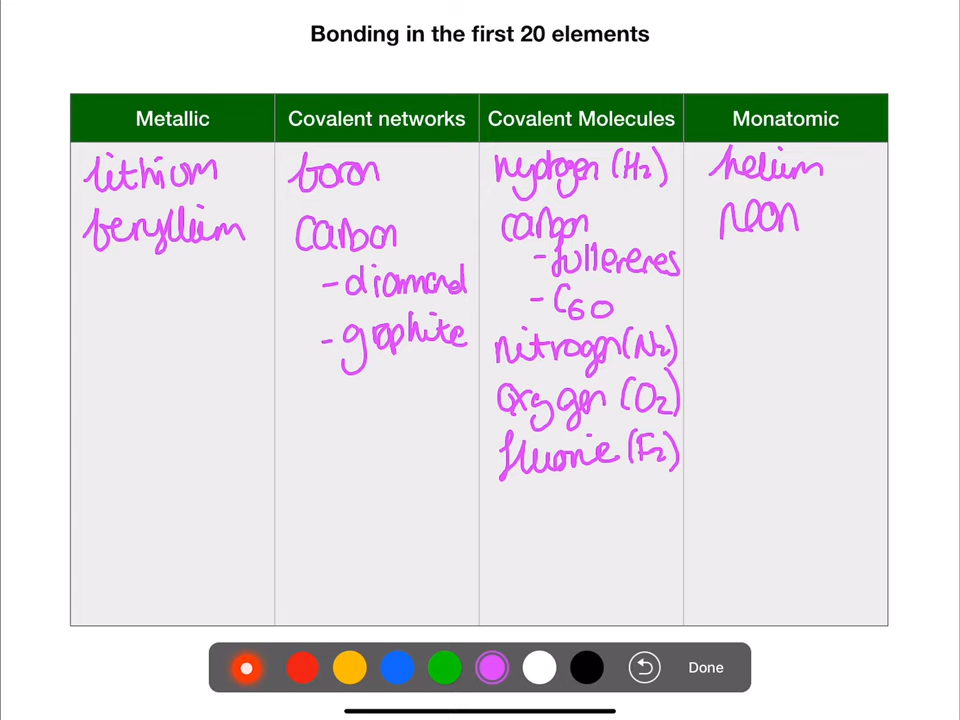 Bonding in the first 20 elements
Metallic
Covalent networks
Covalent Molecules
Monatomic
lithium
beryllium
boron
carbon
- diamond
- graphite
hydrogen (H₂)
carbon
- fullerenes
- C₆₀
nitrogen (N₂)
oxygen (O₂)
fluorine (F₂)
helium
neon
Done